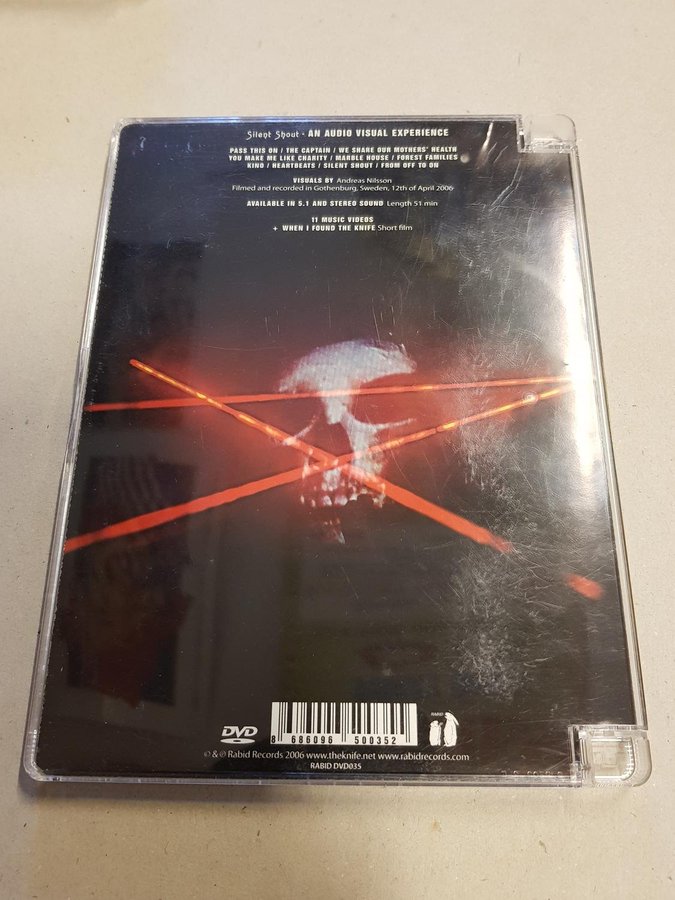 Silent Shout - AN AUDIO VISUAL EXPERIENCE
PASS THIS ON / THE CAPTAIN / WE SHARE OUR MOTHERS' HEALTH
YOU MAKE ME LIKE CHARITY / MARBLE HOUSE / FOREST FAMILIES
KINO / HEARTBEATS / SILENT SHOUT / FROM OFF TO ON
VISUALS BY Andreas Nilsson
Filmed and recorded in Gothenburg, Sweden, 12th of April 2006
AVAILABLE IN 5.1 AND STEREO SOUND Length 51 min
11 MUSIC VIDEOS
+ WHEN I FOUND THE KNIFE Short film
DVD
8 686096 500352
RABID
© & ℗ Rabid Records 2006 www.theknife.net www.rabidrecords.com
RABID DVD035